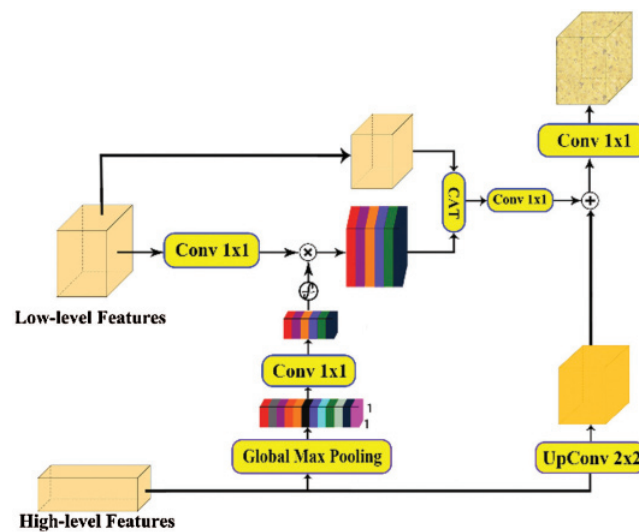 Conv 1x1
CAT
Conv 1x1
Conv 1x1
Low-level Features
Conv 1x1
1
1
Global Max Pooling
UpConv 2x2
High-level Features